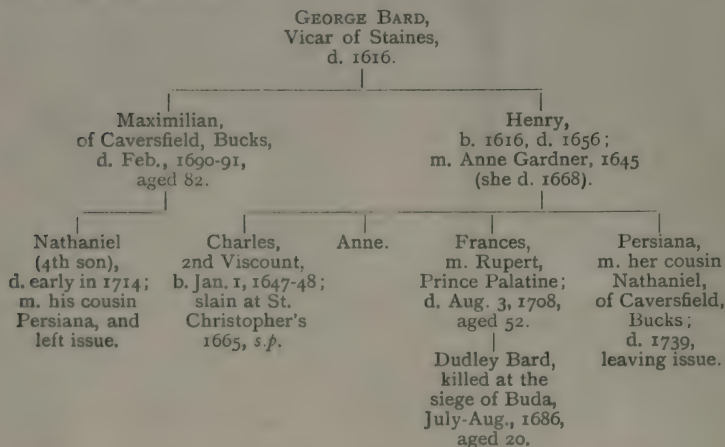 GEORGE BARD,
Vicar of Staines,
d. 1616.
Maximilian,
of Caversfield, Bucks,
d. Feb., 1690-91,
aged 82.
Henry,
b. 1616, d. 1656;
m. Anne Gardner, 1645
(she d. 1668).
Nathaniel
(4th son),
d. early in 1714;
m. his cousin
Persiana, and
left issue.
Charles,
2nd Viscount,
b. Jan. 1, 1647-48;
slain at St.
Christopher's
1665, s.p.
Anne.
Frances,
m. Rupert,
Prince Palatine;
d. Aug. 3, 1708,
aged 52.
Dudley Bard,
killed at the
siege of Buda,
July-Aug., 1686,
aged 20.
Persiana,
m. her cousin
Nathaniel,
of Caversfield,
Bucks;
d. 1739,
leaving issue.